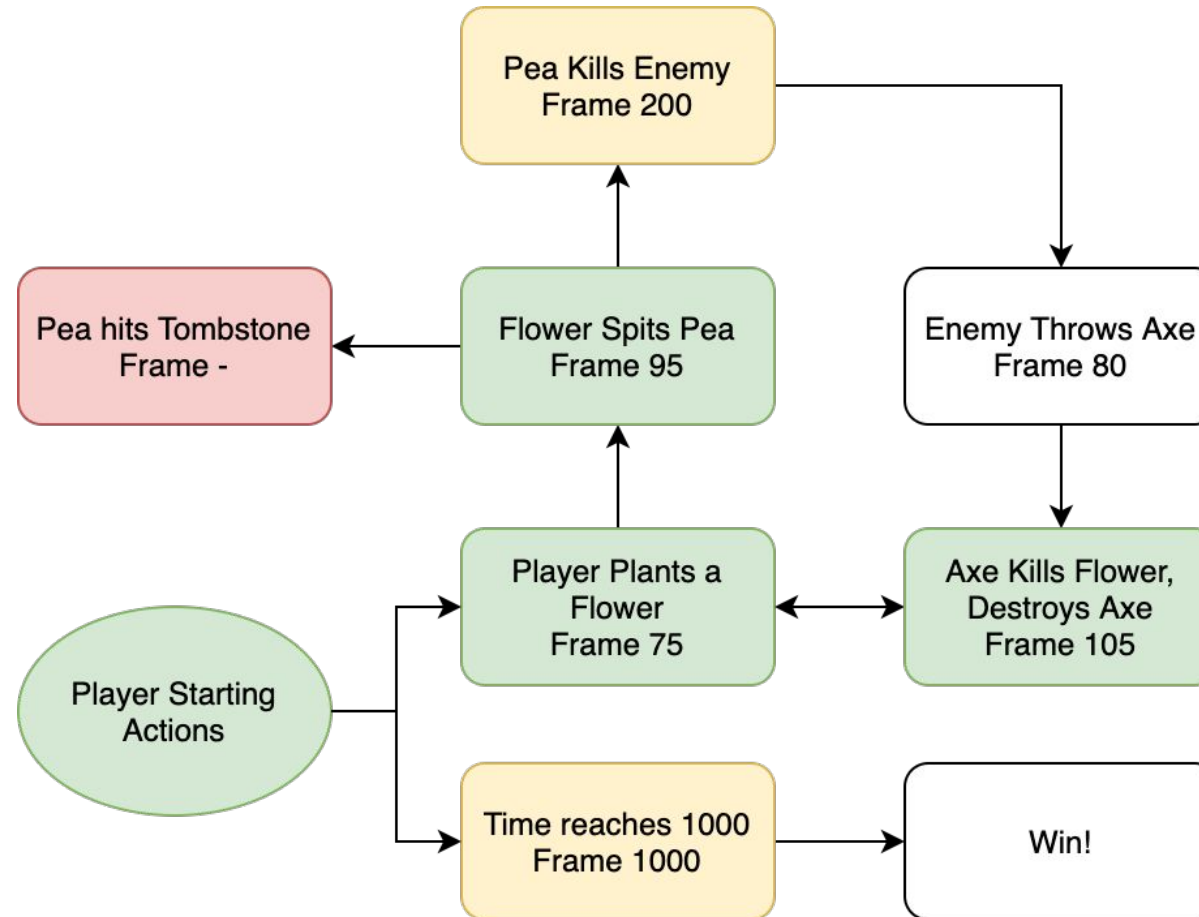 Pea Kills Enemy
Frame 200
Pea hits Tombstone
Frame -
Flower Spits Pea
Frame 95
Enemy Throws Axe
Frame 80
Player Plants a
Flower
Frame 75
Axe Kills Flower,
Destroys Axe
Frame 105
Player Starting
Actions
Time reaches 1000
Frame 1000
Win!